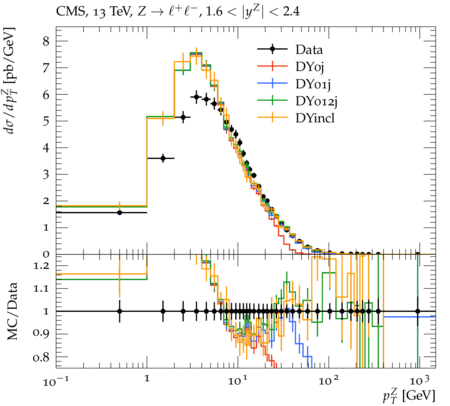 CMS, 13 TeV, Z → ℓ⁺ℓ⁻, 1.6 < |y^Z| < 2.4
dσ/dp_T^Z [pb/GeV]
8
7
6
5
4
3
2
1
0
Data
DY0j
DY01j
DY012j
DYincl
MC/Data
1.2
1.1
1
0.9
0.8
10⁻¹ 1 10¹ 10² 10³
p_T^Z [GeV]